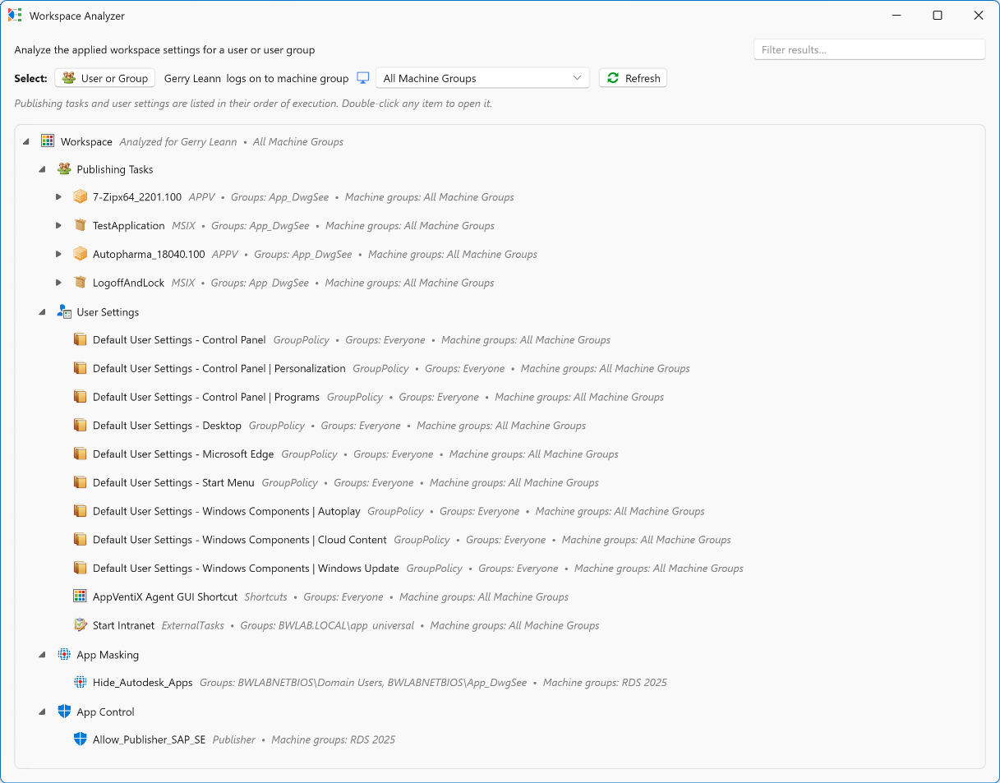 Workspace Analyzer
Analyze the applied workspace settings for a user or user group
Filter results...
Select: User or Group Gerry Leann logs on to machine group All Machine Groups Refresh
Publishing tasks and user settings are listed in their order of execution. Double-click any item to open it.
Workspace Analyzed for Gerry Leann • All Machine Groups
Publishing Tasks
7-Zipx64_2201.100 APPV • Groups: App_DwgSee • Machine groups: All Machine Groups
TestApplication MSIX • Groups: App_DwgSee • Machine groups: All Machine Groups
Autopharma_18040.100 APPV • Groups: App_DwgSee • Machine groups: All Machine Groups
LogoffAndLock MSIX • Groups: App_DwgSee • Machine groups: All Machine Groups
User Settings
Default User Settings - Control Panel GroupPolicy • Groups: Everyone • Machine groups: All Machine Groups
Default User Settings - Control Panel | Personalization GroupPolicy • Groups: Everyone • Machine groups: All Machine Groups
Default User Settings - Control Panel | Programs GroupPolicy • Groups: Everyone • Machine groups: All Machine Groups
Default User Settings - Desktop GroupPolicy • Groups: Everyone • Machine groups: All Machine Groups
Default User Settings - Microsoft Edge GroupPolicy • Groups: Everyone • Machine groups: All Machine Groups
Default User Settings - Start Menu GroupPolicy • Groups: Everyone • Machine groups: All Machine Groups
Default User Settings - Windows Components | Autoplay GroupPolicy • Groups: Everyone • Machine groups: All Machine Groups
Default User Settings - Windows Components | Cloud Content GroupPolicy • Groups: Everyone • Machine groups: All Machine Groups
Default User Settings - Windows Components | Windows Update GroupPolicy • Groups: Everyone • Machine groups: All Machine Groups
AppVentiX Agent GUI Shortcut Shortcuts • Groups: Everyone • Machine groups: All Machine Groups
Start Intranet ExternalTasks • Groups: BWLAB.LOCAL\app_universal • Machine groups: All Machine Groups
App Masking
Hide_Autodesk_Apps Groups: BWLABNETBIOS\Domain Users, BWLABNETBIOS\App_DwgSee • Machine groups: RDS 2025
App Control
Allow_Publisher_SAP_SE Publisher • Machine groups: RDS 2025